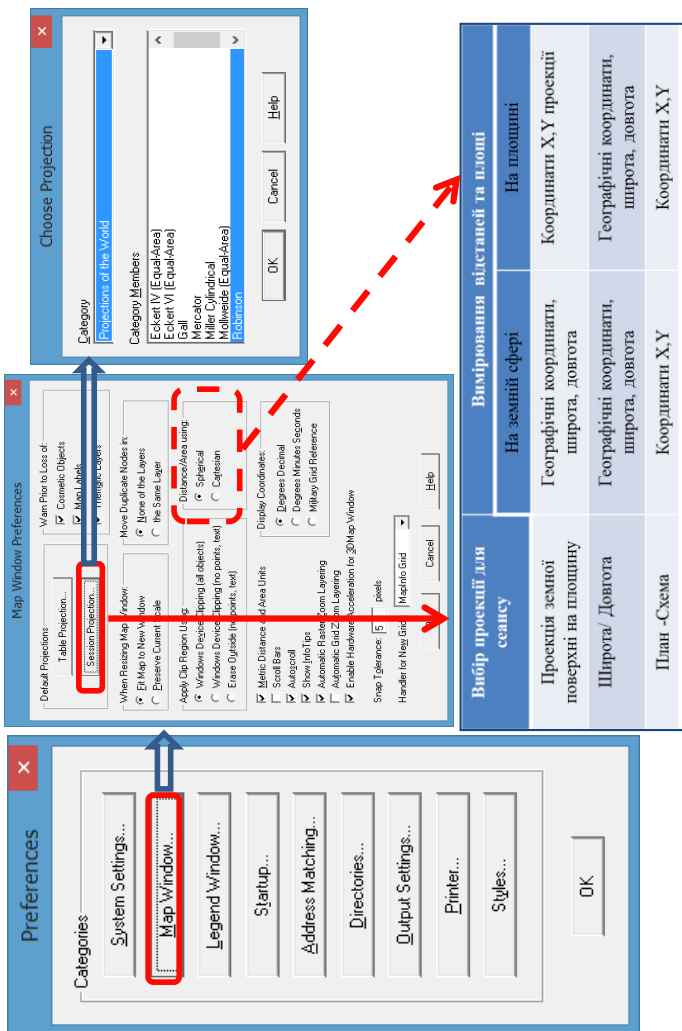 Preferences
Categories
System Settings...
Map Window...
Legend Window...
Startup...
Address Matching...
Directories...
Output Settings...
Printer...
Styles...
OK
Map Window Preferences
Default Projections
Table Projection...
Session Projection...
Warn Prior to Loss of:
Cosmetic Objects
Map Labels
Thematic Layers
When Resizing Map Window:
Fit Map to New Window
Preserve Current Scale
Move Duplicate Nodes in:
None of the Layers
the Same Layer
Apply Clip Region Using:
Windows Device Clipping (all objects)
Windows Device Clipping (no points, text)
Erase Outside (no points, text)
Distance/Area using:
Spherical
Cartesian
Metric Distance and Area Units
Scroll Bars
Autoscroll
Show InfoTips
Automatic Raster Zoom Layering
Automatic Grid Zoom Layering
Enable Hardware Acceleration for 3DMap Window
Display Coordinates:
Degrees Decimal
Degrees Minutes Seconds
Military Grid Reference
Snap Tolerance: 5 pixels
Handler for New Grids MapInfo Grid
Cancel
Help
Choose Projection
Category
Projections of the World
Category Members
Eckert IV (Equal-Area)
Eckert VI (Equal-Area)
Gall
Mercator
Miller Cylindrical
Mollweide (Equal-Area)
Robinson
OK
Cancel
Help
Вибір проекції для сеансу
Вимірювання відстаней та площі
На земній сфері
На площині
Проекція земної поверхні на площину
Географічні координати, широта, довгота
Координати X,Y проекції
Широта/ Довгота
Географічні координати, широта, довгота
Географічні координати, широта, довгота
План -Схема
Координати X,Y
Координати X,Y